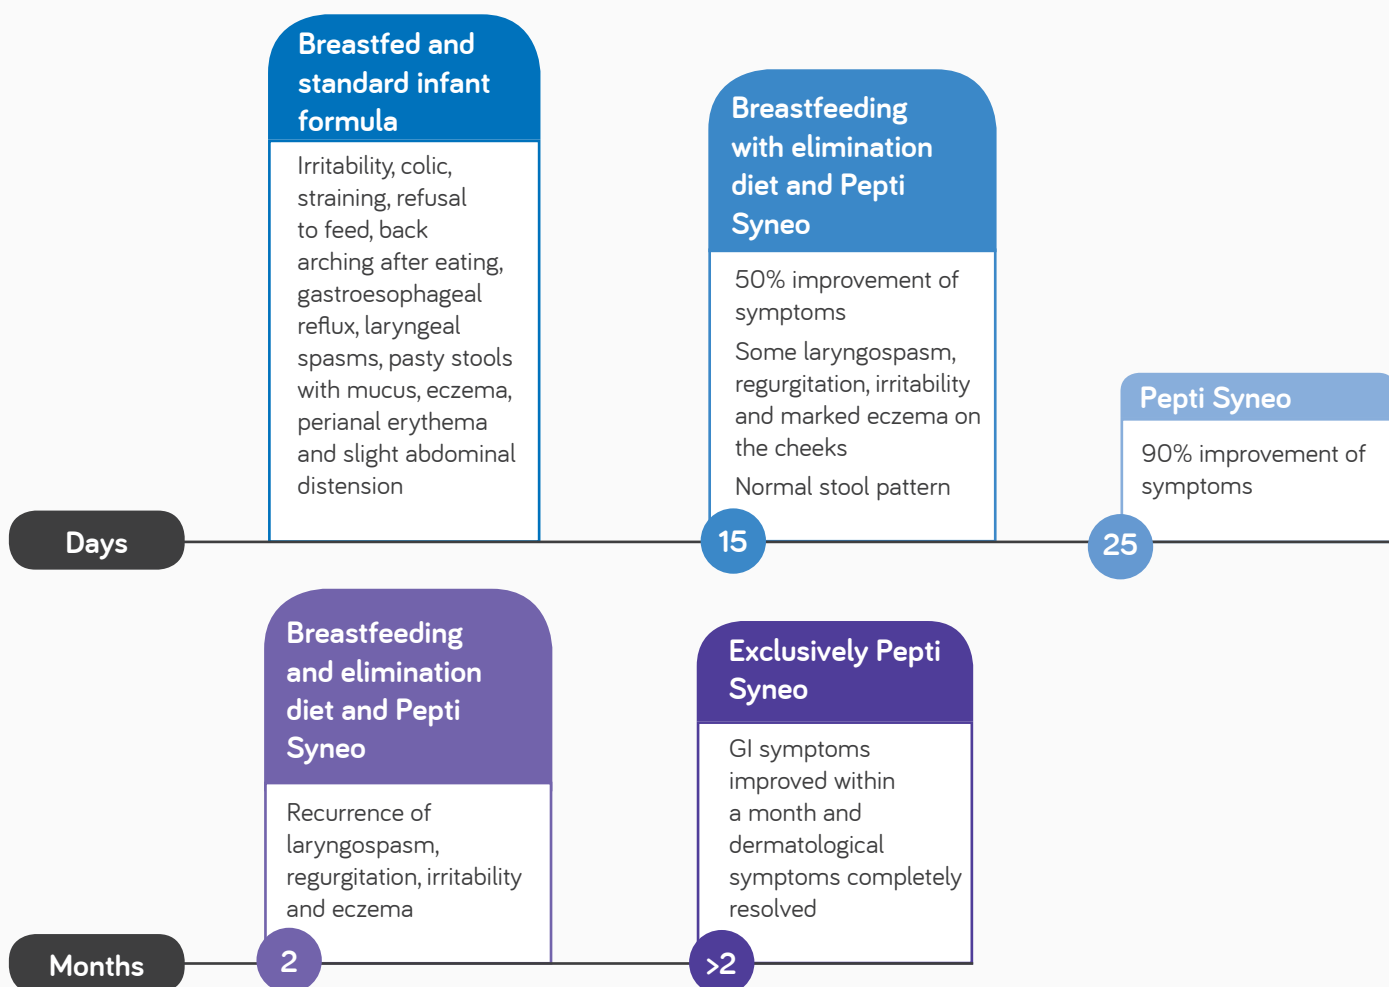 Breastfed and
standard infant
formula
Irritability, colic,
straining, refusal
to feed, back
arching after eating,
gastroesophageal
reflux, laryngeal
spasms, pasty stools
with mucus, eczema,
perianal erythema
and slight abdominal
distension
Breastfeeding
with elimination
diet and Pepti
Syneo
50% improvement of
symptoms
Some laryngospasm,
regurgitation, irritability
and marked eczema on
the cheeks
Normal stool pattern
Pepti Syneo
90% improvement of
symptoms
Days
15
25
Breastfeeding
and elimination
diet and Pepti
Syneo
Recurrence of
laryngospasm,
regurgitation, irritability
and eczema
Exclusively Pepti
Syneo
GI symptoms
improved within
a month and
dermatological
symptoms completely
resolved
Months
2
>2